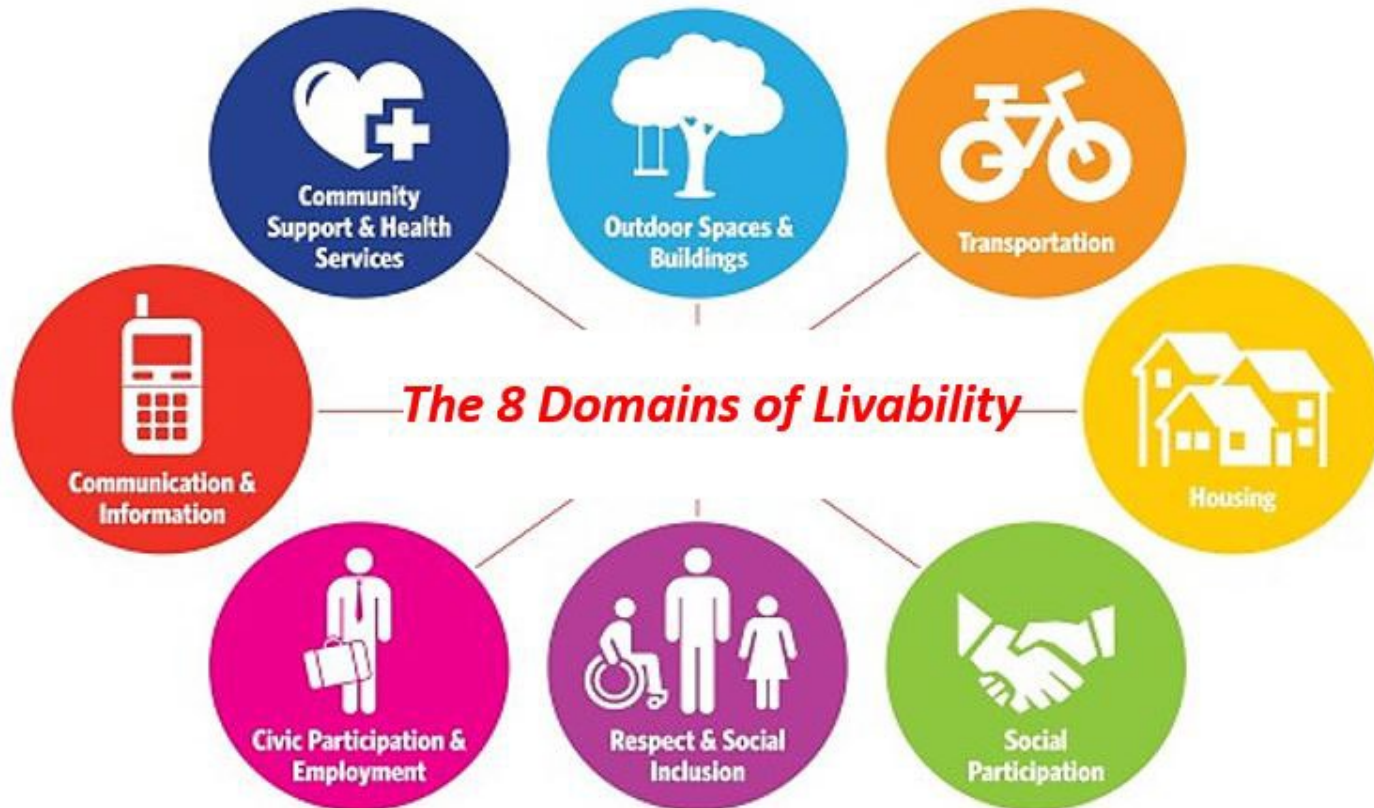 Community
Support & Health
Services
Outdoor Spaces &
Buildings
Transportation
Communication &
Information
The 8 Domains of Livability
Housing
Civic Participation &
Employment
Respect & Social
Inclusion
Social
Participation